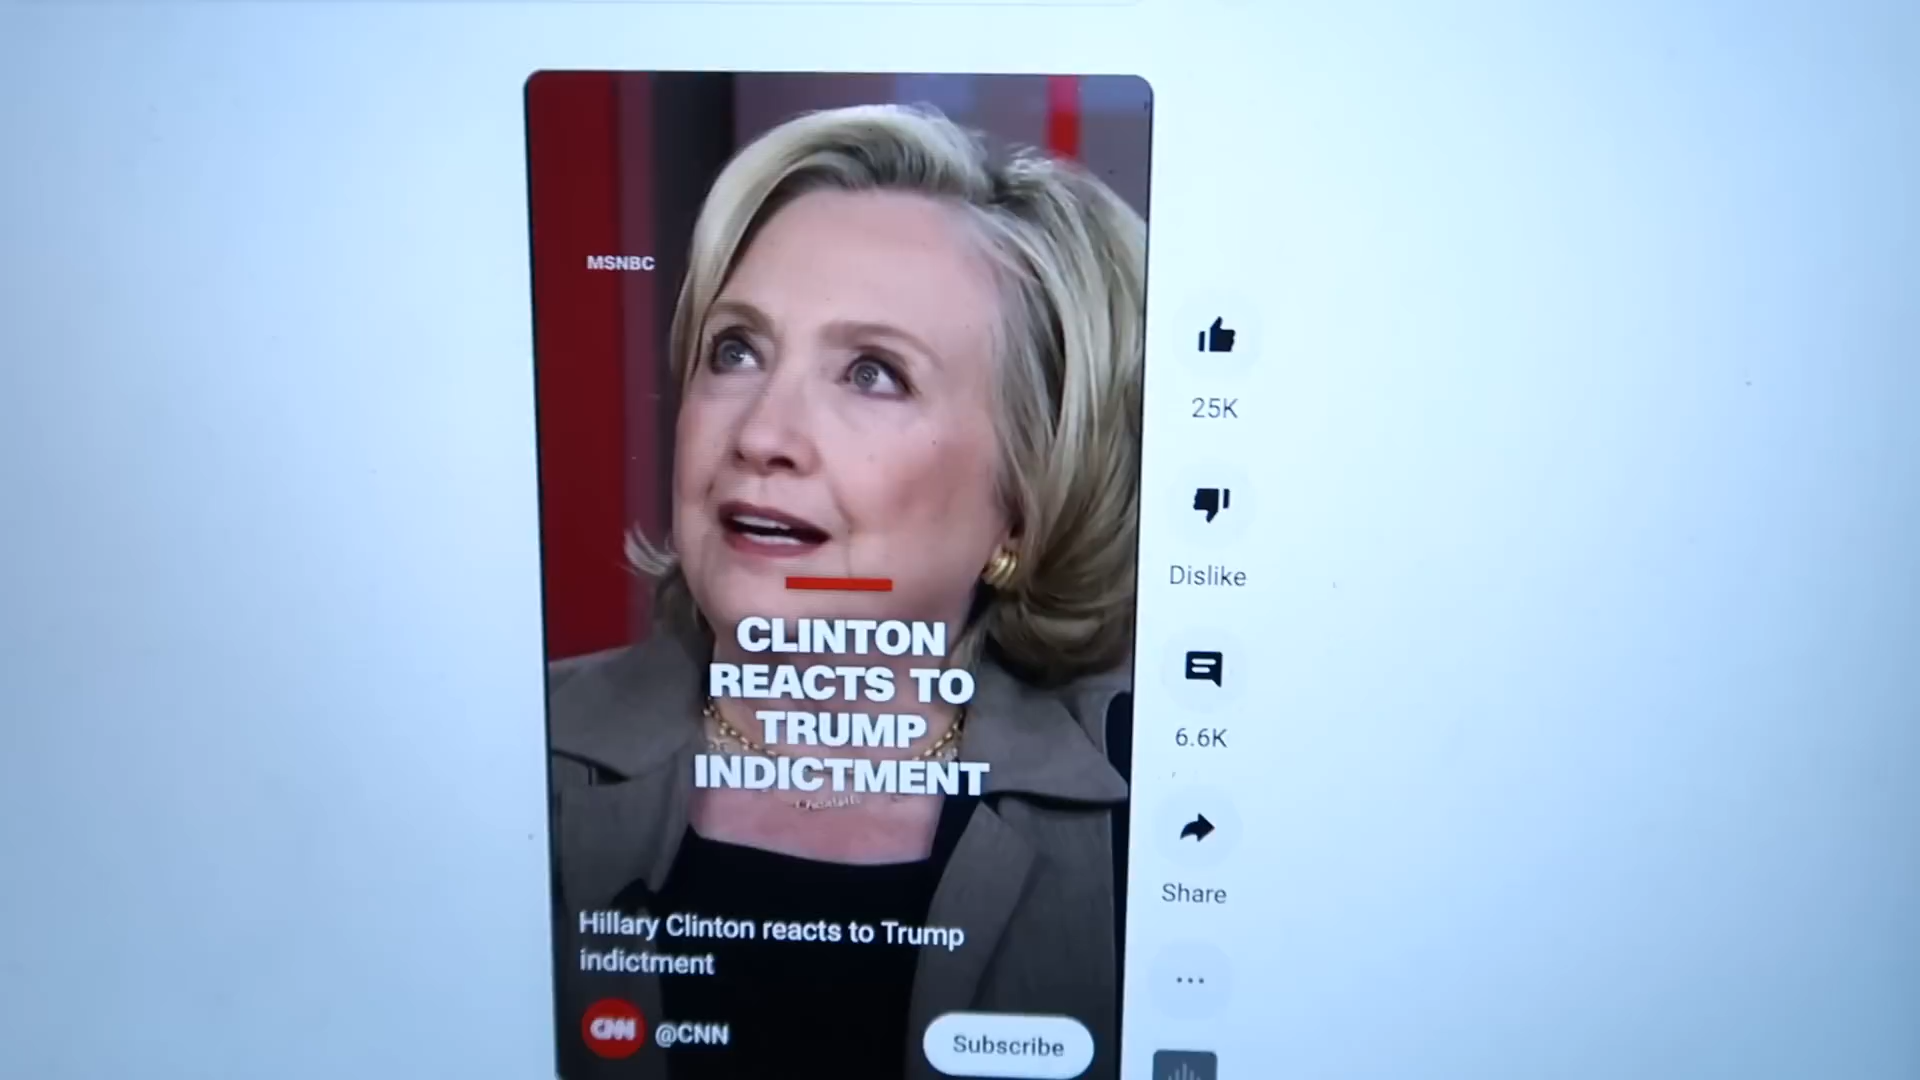 MSNBC
CLINTON
REACTS TO
TRUMP
INDICTMENT
Hillary Clinton reacts to Trump
indictment
CNN
@CNN
Subscribe
25K
Dislike
6.6K
Share